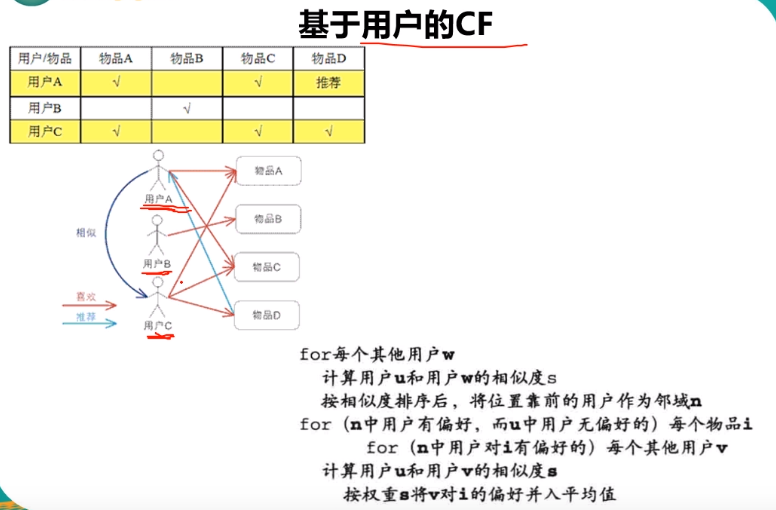 基于用户的CF
用户/物品 物品A 物品B 物品C 物品D
用户A √ √ 推荐
用户B √
用户C √ √ √
物品A
用户A
物品B
相似
用户B
物品C
喜欢
推荐
用户C
物品D
for每个其他用户w
计算用户u和用户w的相似度s
按相似度排序后，将位置靠前的用户作为邻域n
for（n中用户有偏好，而u中用户无偏好的）每个物品i
for（n中用户对i有偏好的）每个其他用户v
计算用户u和用户v的相似度s
按权重s将v对i的偏好并入平均值